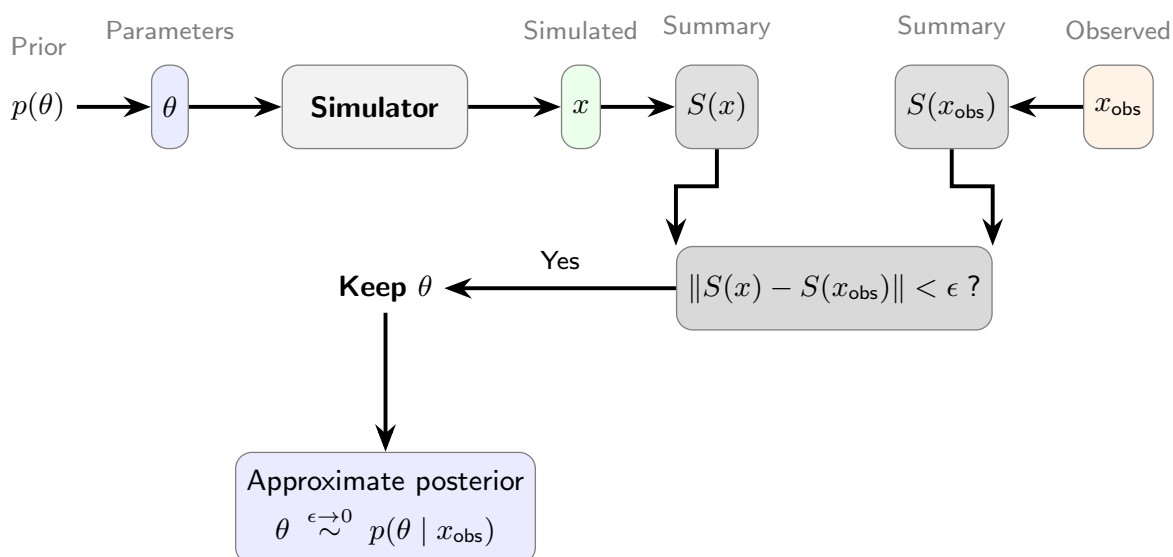 Prior
Parameters
Simulated
Summary
Summary
Observed
p(θ)
θ
Simulator
x
S(x)
S(x_obs)
x_obs
Yes
Keep θ
‖S(x) − S(x_obs)‖ < ϵ ?
Approximate posterior
θ ∼^{ϵ→0} p(θ | x_obs)